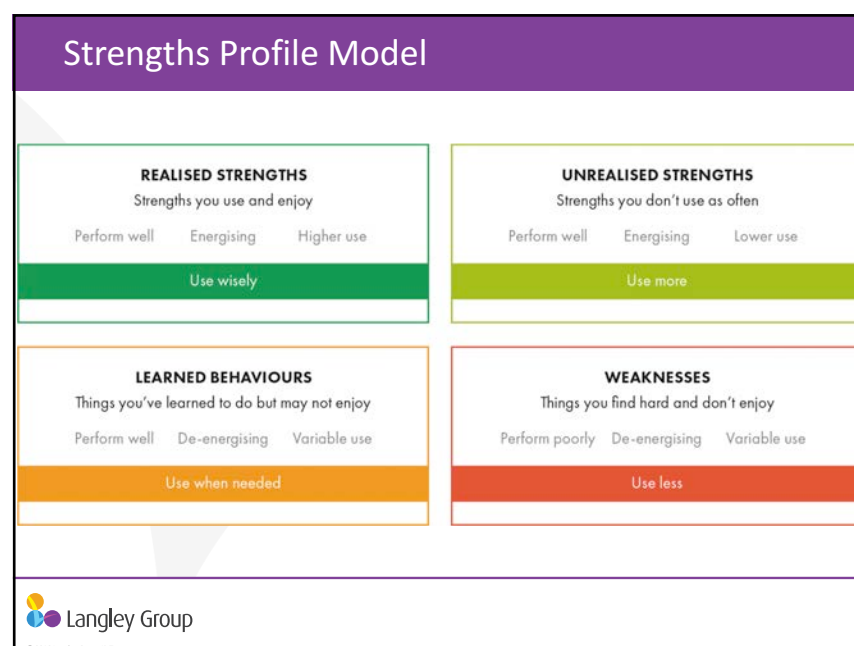 Strengths Profile Model
REALISED STRENGTHS
Strengths you use and enjoy
Perform well Energising Higher use
Use wisely
UNREALISED STRENGTHS
Strengths you don't use as often
Perform well Energising Lower use
Use more
LEARNED BEHAVIOURS
Things you've learned to do but may not enjoy
Perform well De-energising Variable use
Use when needed
WEAKNESSES
Things you find hard and don't enjoy
Perform poorly De-energising Variable use
Use less
Langley Group